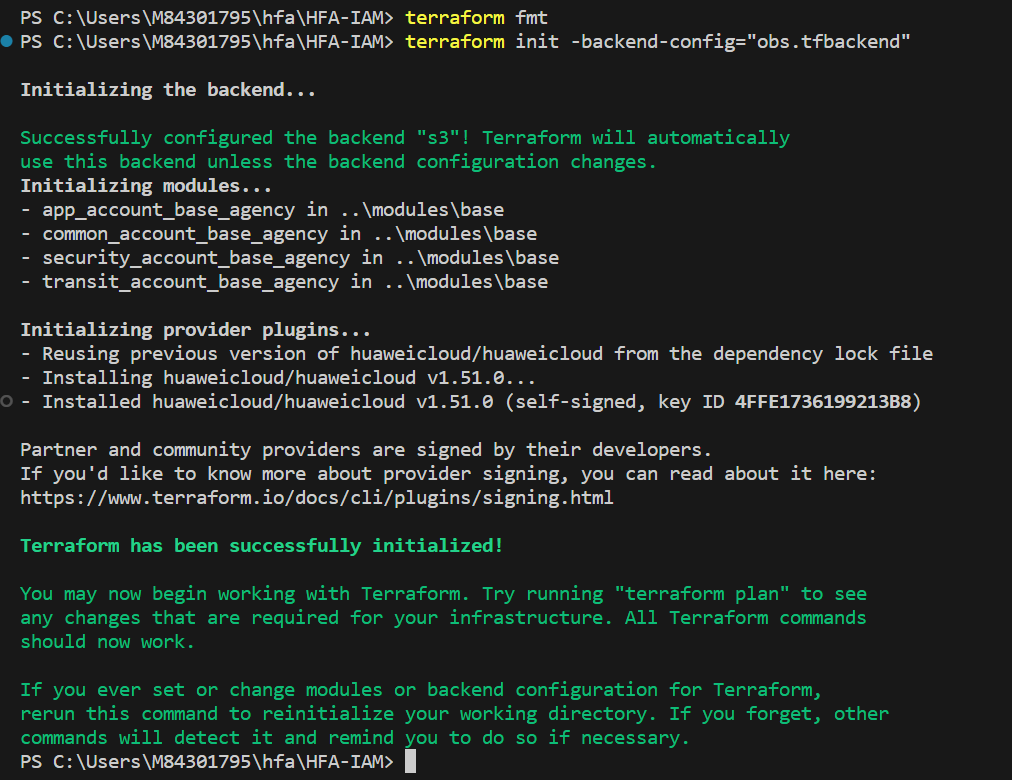 PS C:\Users\M84301795\hfa\HFA-IAM> terraform fmt
PS C:\Users\M84301795\hfa\HFA-IAM> terraform init -backend-config="obs.tfbackend"
Initializing the backend...
Successfully configured the backend "s3"! Terraform will automatically
use this backend unless the backend configuration changes.
Initializing modules...
- app_account_base_agency in ..\modules\base
- common_account_base_agency in ..\modules\base
- security_account_base_agency in ..\modules\base
- transit_account_base_agency in ..\modules\base
Initializing provider plugins...
- Reusing previous version of huaweicloud/huaweicloud from the dependency lock file
- Installing huaweicloud/huaweicloud v1.51.0...
- Installed huaweicloud/huaweicloud v1.51.0 (self-signed, key ID 4FFE1736199213B8)
Partner and community providers are signed by their developers.
If you'd like to know more about provider signing, you can read about it here:
https://www.terraform.io/docs/cli/plugins/signing.html
Terraform has been successfully initialized!
You may now begin working with Terraform. Try running "terraform plan" to see
any changes that are required for your infrastructure. All Terraform commands
should now work.
If you ever set or change modules or backend configuration for Terraform,
rerun this command to reinitialize your working directory. If you forget, other
commands will detect it and remind you to do so if necessary.
PS C:\Users\M84301795\hfa\HFA-IAM>